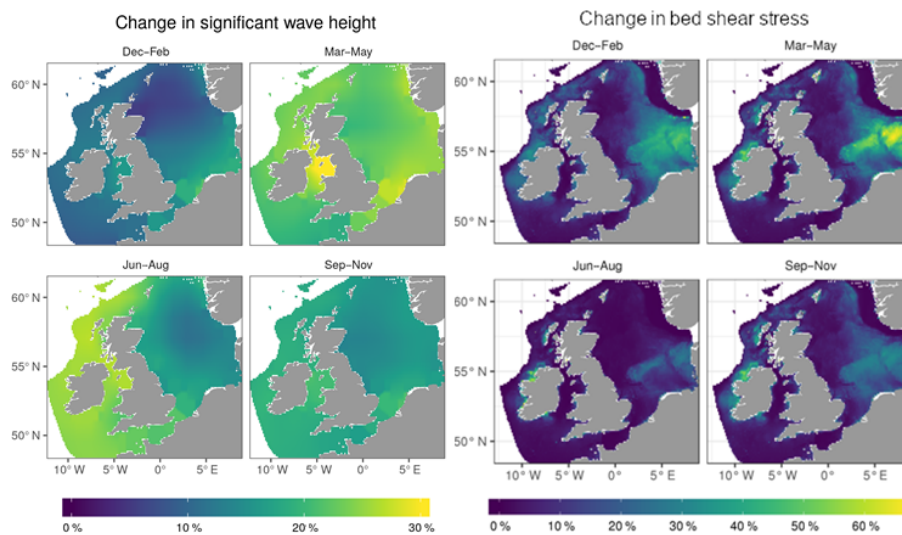 Change in significant wave height
Dec–Feb
Mar–May
60° N
55° N
50° N
Jun–Aug
Sep–Nov
60° N
55° N
50° N
10° W
5° W
0°
5° E
10° W
5° W
0°
5° E
0 %
10 %
20 %
30 %
Change in bed shear stress
Dec–Feb
Mar–May
60° N
55° N
50° N
Jun–Aug
Sep–Nov
60° N
55° N
50° N
10° W
5° W
0°
5° E
10° W
5° W
0°
5° E
0 %
10 %
20 %
30 %
40 %
50 %
60 %